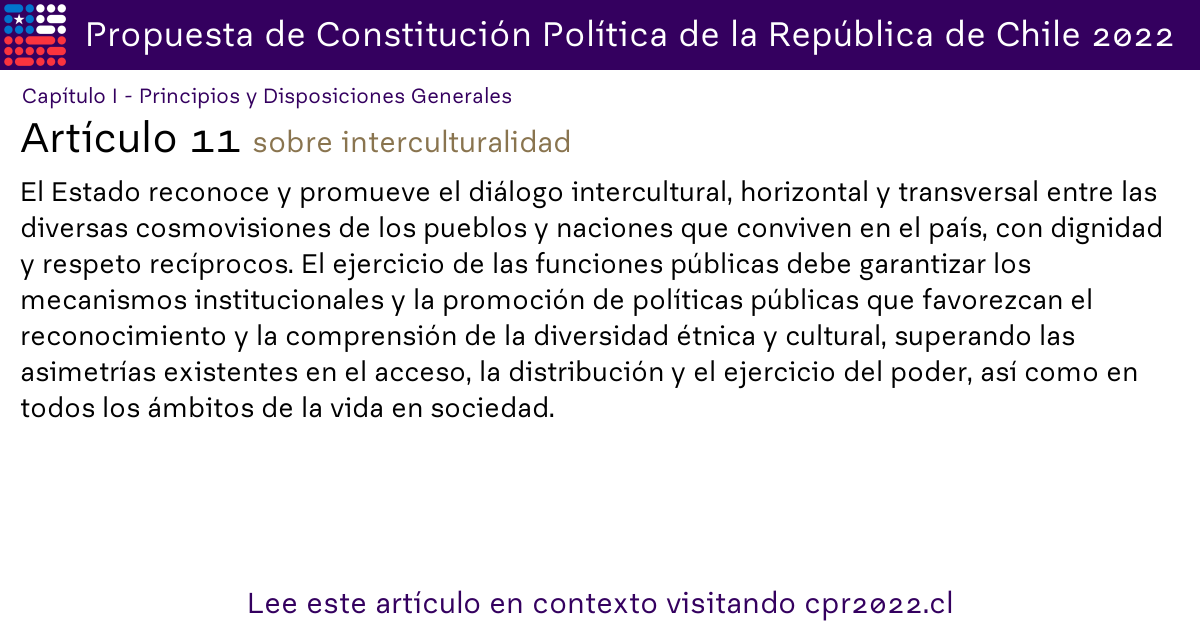 Propuesta de Constitución Política de la República de Chile 2022
Capítulo I - Principios y Disposiciones Generales
Artículo 11 sobre interculturalidad
El Estado reconoce y promueve el diálogo intercultural, horizontal y transversal entre las
diversas cosmovisiones de los pueblos y naciones que conviven en el país, con dignidad
y respeto recíprocos. El ejercicio de las funciones públicas debe garantizar los
mecanismos institucionales y la promoción de políticas públicas que favorezcan el
reconocimiento y la comprensión de la diversidad étnica y cultural, superando las
asimetrías existentes en el acceso, la distribución y el ejercicio del poder, así como en
todos los ámbitos de la vida en sociedad.
Lee este artículo en contexto visitando cpr2022.cl